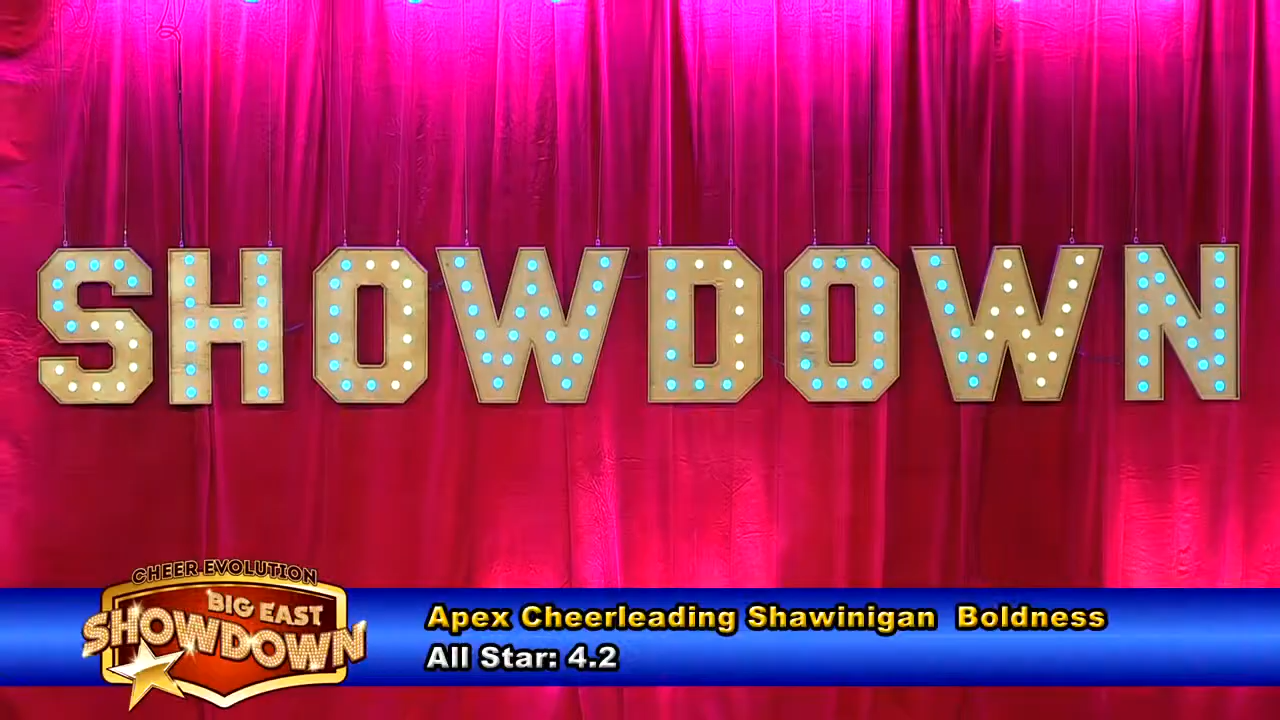 SHOWDOWN
CHEER EVOLUTION
BIG EAST
SHOWDOWN
Apex Cheerleading Shawinigan  Boldness
All Star: 4.2